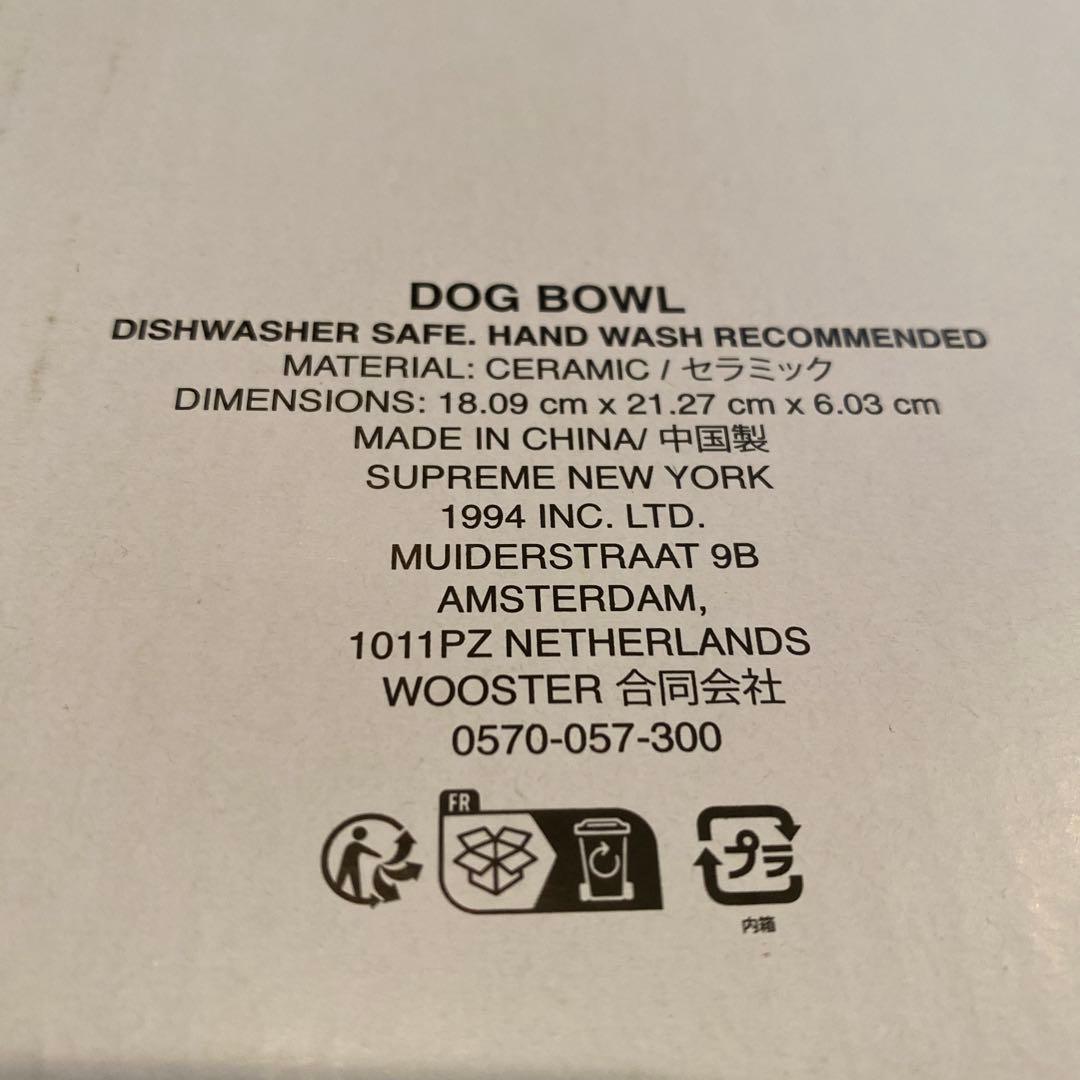 DOG BOWL
DISHWASHER SAFE. HAND WASH RECOMMENDED
MATERIAL: CERAMIC / セラミック
DIMENSIONS: 18.09 cm x 21.27 cm x 6.03 cm
MADE IN CHINA/ 中国製
SUPREME NEW YORK
1994 INC. LTD.
MUIDERSTRAAT 9B
AMSTERDAM,
1011PZ NETHERLANDS
WOOSTER 合同会社
0570-057-300
FR
プラ
内箱